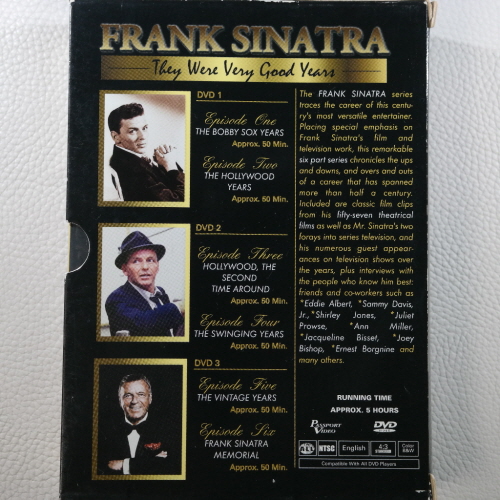 FRANK SINATRA
They Were Very Good Years
DVD 1
Episode One
THE BOBBY SOX YEARS
Approx. 50 Min.
Episode Two
THE HOLLYWOOD
YEARS
Approx. 50 Min.
DVD 2
Episode Three
HOLLYWOOD, THE
SECOND
TIME AROUND
Approx. 50 Min.
Episode Four
THE SWINGING YEARS
Approx. 50 Min.
DVD 3
Episode Five
THE VINTAGE YEARS
Approx. 50 Min.
Episode Six
FRANK SINATRA
MEMORIAL
Approx. 50 Min.
The FRANK SINATRA series
traces the career of this centu-
ry's most versatile entertainer.
Placing special emphasis on
Frank Sinatra's film and
television work, this remarkable
six part series chronicles the ups
and downs, and overs and outs
of a career that has spanned
more than half a century.
Included are classic film clips
from his fifty-seven theatrical
films as well as Mr. Sinatra's two
forays into series television, and
his numerous guest appear-
ances on television shows over
the years, plus interviews with
the people who know him best:
friends and co-workers such as
*Eddie Albert, *Sammy Davis,
Jr.,*Shirley Jones, *Juliet
Prowse, *Ann Miller,
*Jacqueline Bisset, *Joey
Bishop, *Ernest Borgnine and
many others.
RUNNING TIME
APPROX. 5 HOURS
PASSPORT
VIDEO
DVD
VIDEO
ALL
NTSC
English
4:3
STANDARD
Color
B&W
Compatible With All DVD Players